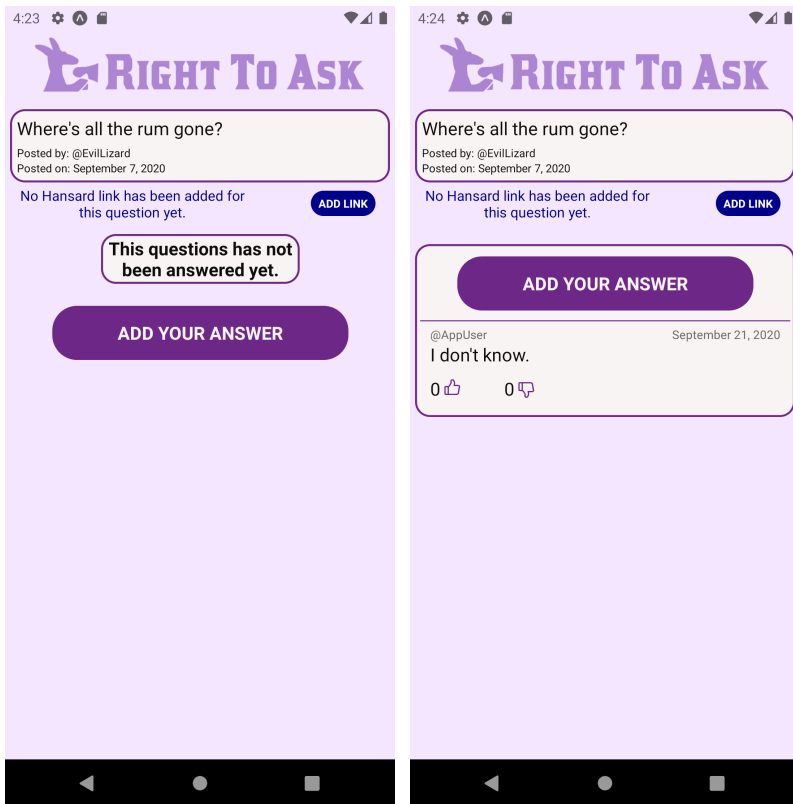 4:23
RIGHT TO ASK
Where's all the rum gone?
Posted by: @EvilLizard
Posted on: September 7, 2020
No Hansard link has been added for
this question yet.
ADD LINK
This questions has not
been answered yet.
ADD YOUR ANSWER
4:24
RIGHT TO ASK
Where's all the rum gone?
Posted by: @EvilLizard
Posted on: September 7, 2020
No Hansard link has been added for
this question yet.
ADD LINK
ADD YOUR ANSWER
@AppUser September 21, 2020
I don't know.
0 0